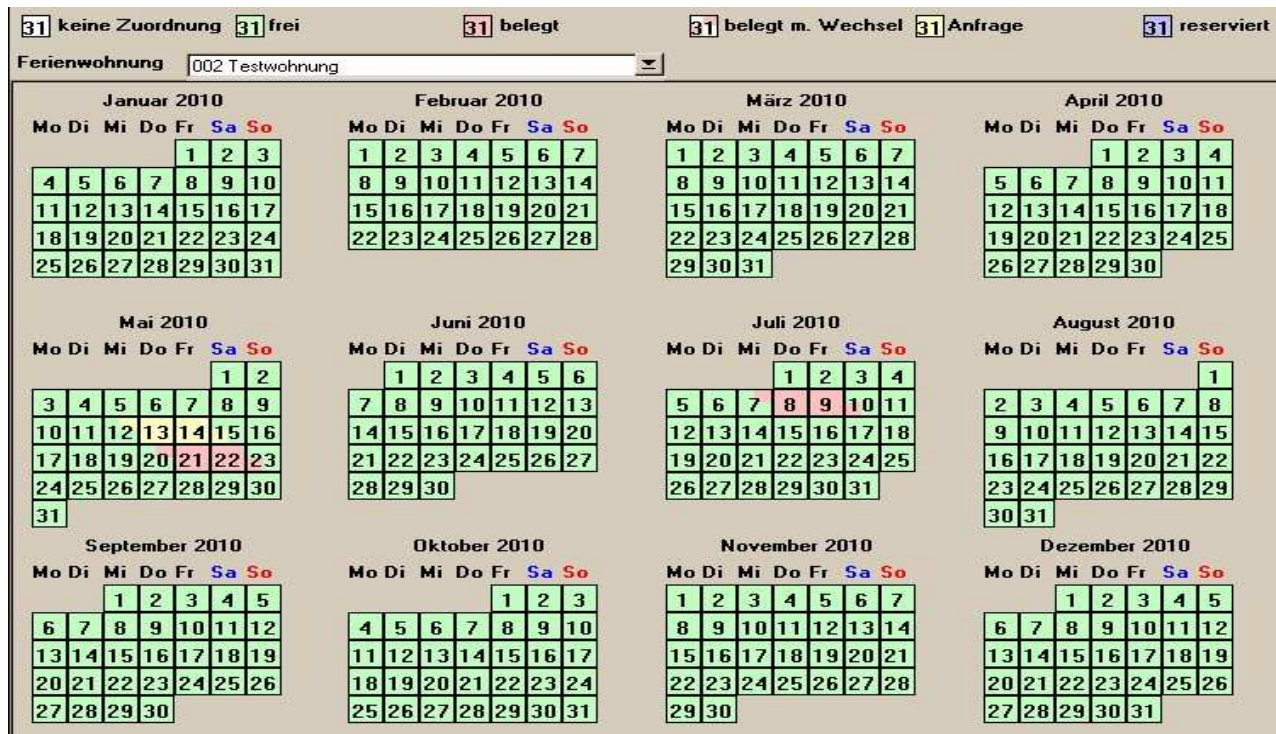 31 keine Zuordnung 31 frei 31 belegt 31 belegt m. Wechsel 31 Anfrage 31 reserviert
Ferienwohnung 002 Testwohnung
Januar 2010 Februar 2010 März 2010 April 2010
Mo Di Mi Do Fr Sa So Mo Di Mi Do Fr Sa So Mo Di Mi Do Fr Sa So Mo Di Mi Do Fr Sa So
1 2 3 1 2 3 4 5 6 7 1 2 3 4 5 6 7 1 2 3 4
4 5 6 7 8 9 10 8 9 10 11 12 13 14 8 9 10 11 12 13 14 5 6 7 8 9 10 11
11 12 13 14 15 16 17 15 16 17 18 19 20 21 15 16 17 18 19 20 21 12 13 14 15 16 17 18
18 19 20 21 22 23 24 22 23 24 25 26 27 28 22 23 24 25 26 27 28 19 20 21 22 23 24 25
25 26 27 28 29 30 31 29 30 31 26 27 28 29 30
Mai 2010 Juni 2010 Juli 2010 August 2010
Mo Di Mi Do Fr Sa So Mo Di Mi Do Fr Sa So Mo Di Mi Do Fr Sa So Mo Di Mi Do Fr Sa So
1 2 1 2 3 4 5 6 1 2 3 4 1
3 4 5 6 7 8 9 7 8 9 10 11 12 13 5 6 7 8 9 10 11 2 3 4 5 6 7 8
10 11 12 13 14 15 16 14 15 16 17 18 19 20 12 13 14 15 16 17 18 9 10 11 12 13 14 15
17 18 19 20 21 22 23 21 22 23 24 25 26 27 19 20 21 22 23 24 25 16 17 18 19 20 21 22
24 25 26 27 28 29 30 28 29 30 26 27 28 29 30 31 23 24 25 26 27 28 29
31 30 31
September 2010 Oktober 2010 November 2010 Dezember 2010
Mo Di Mi Do Fr Sa So Mo Di Mi Do Fr Sa So Mo Di Mi Do Fr Sa So Mo Di Mi Do Fr Sa So
1 2 3 4 5 1 2 3 1 2 3 4 5 6 7 1 2 3 4 5
6 7 8 9 10 11 12 4 5 6 7 8 9 10 8 9 10 11 12 13 14 6 7 8 9 10 11 12
13 14 15 16 17 18 19 11 12 13 14 15 16 17 15 16 17 18 19 20 21 13 14 15 16 17 18 19
20 21 22 23 24 25 26 18 19 20 21 22 23 24 22 23 24 25 26 27 28 20 21 22 23 24 25 26
27 28 29 30 25 26 27 28 29 30 31 29 30 27 28 29 30 31